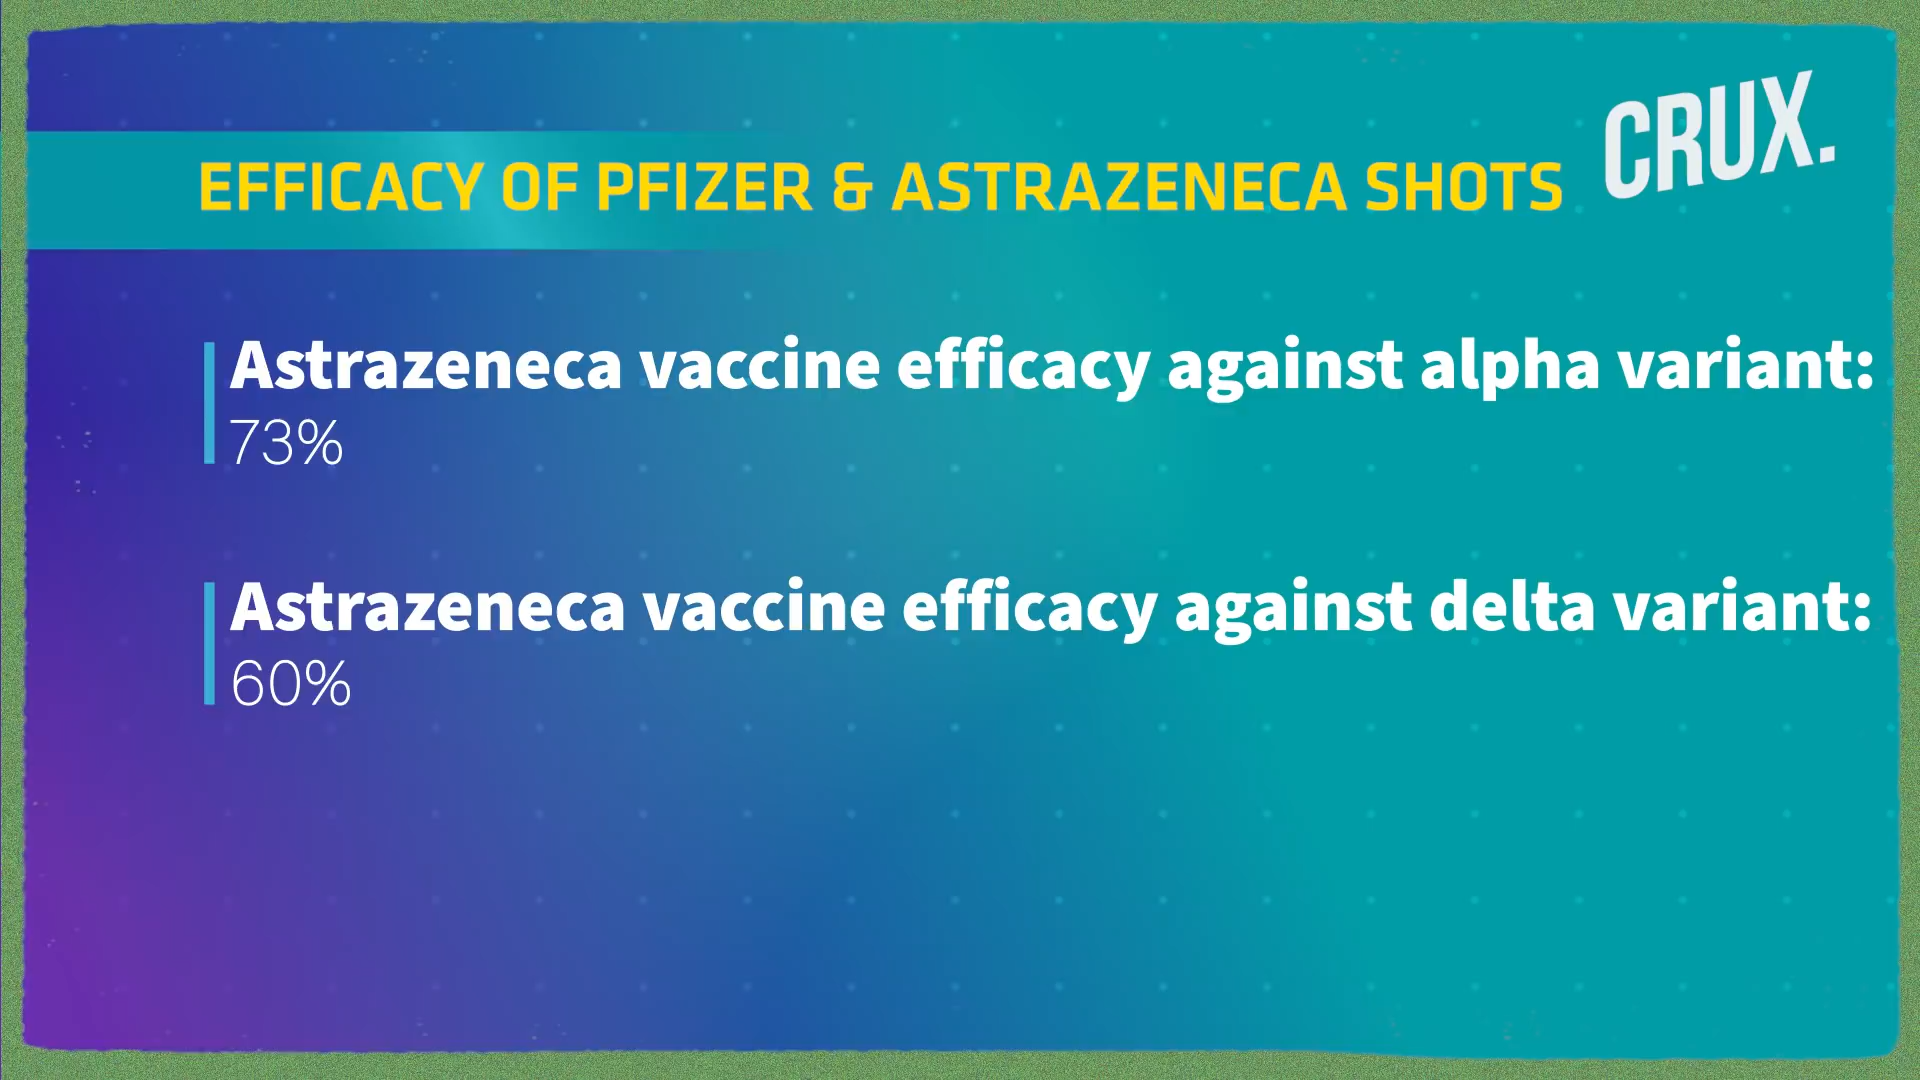 CRUX.
EFFICACY OF PFIZER & ASTRAZENECA SHOTS
Astrazeneca vaccine efficacy against alpha variant:
73%
Astrazeneca vaccine efficacy against delta variant:
60%